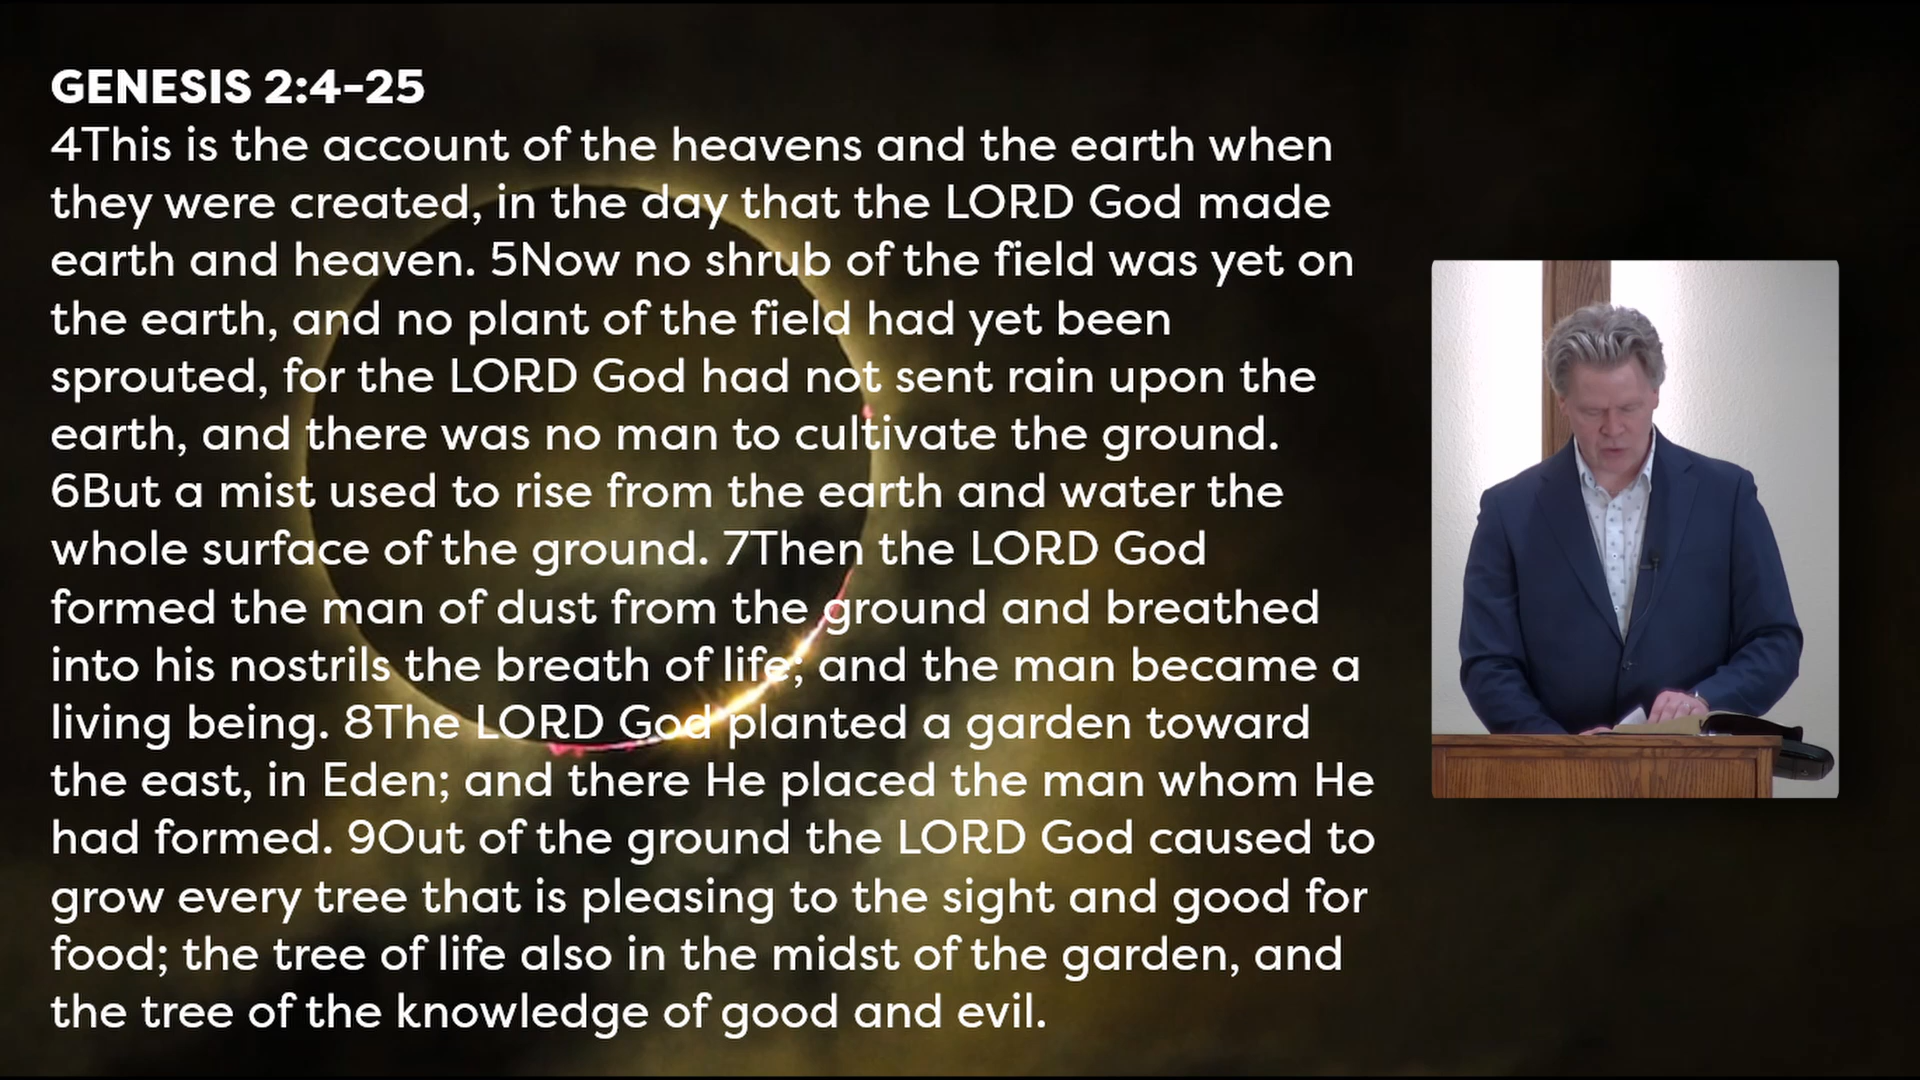 GENESIS 2:4-25
4This is the account of the heavens and the earth when
they were created, in the day that the LORD God made
earth and heaven. 5Now no shrub of the field was yet on
the earth, and no plant of the field had yet been
sprouted, for the LORD God had not sent rain upon the
earth, and there was no man to cultivate the ground.
6But a mist used to rise from the earth and water the
whole surface of the ground. 7Then the LORD God
formed the man of dust from the ground and breathed
into his nostrils the breath of life; and the man became a
living being. 8The LORD God planted a garden toward
the east, in Eden; and there He placed the man whom He
had formed. 9Out of the ground the LORD God caused to
grow every tree that is pleasing to the sight and good for
food; the tree of life also in the midst of the garden, and
the tree of the knowledge of good and evil.